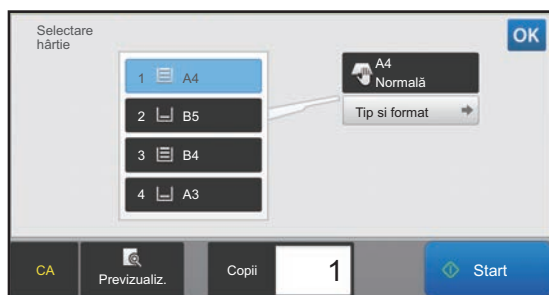 Selectare
hârtie
OK
1 A4
2 B5
3 B4
4 A3
A4
Normală
Tip si format
CA
Previzualiz.
Copii
1
Start